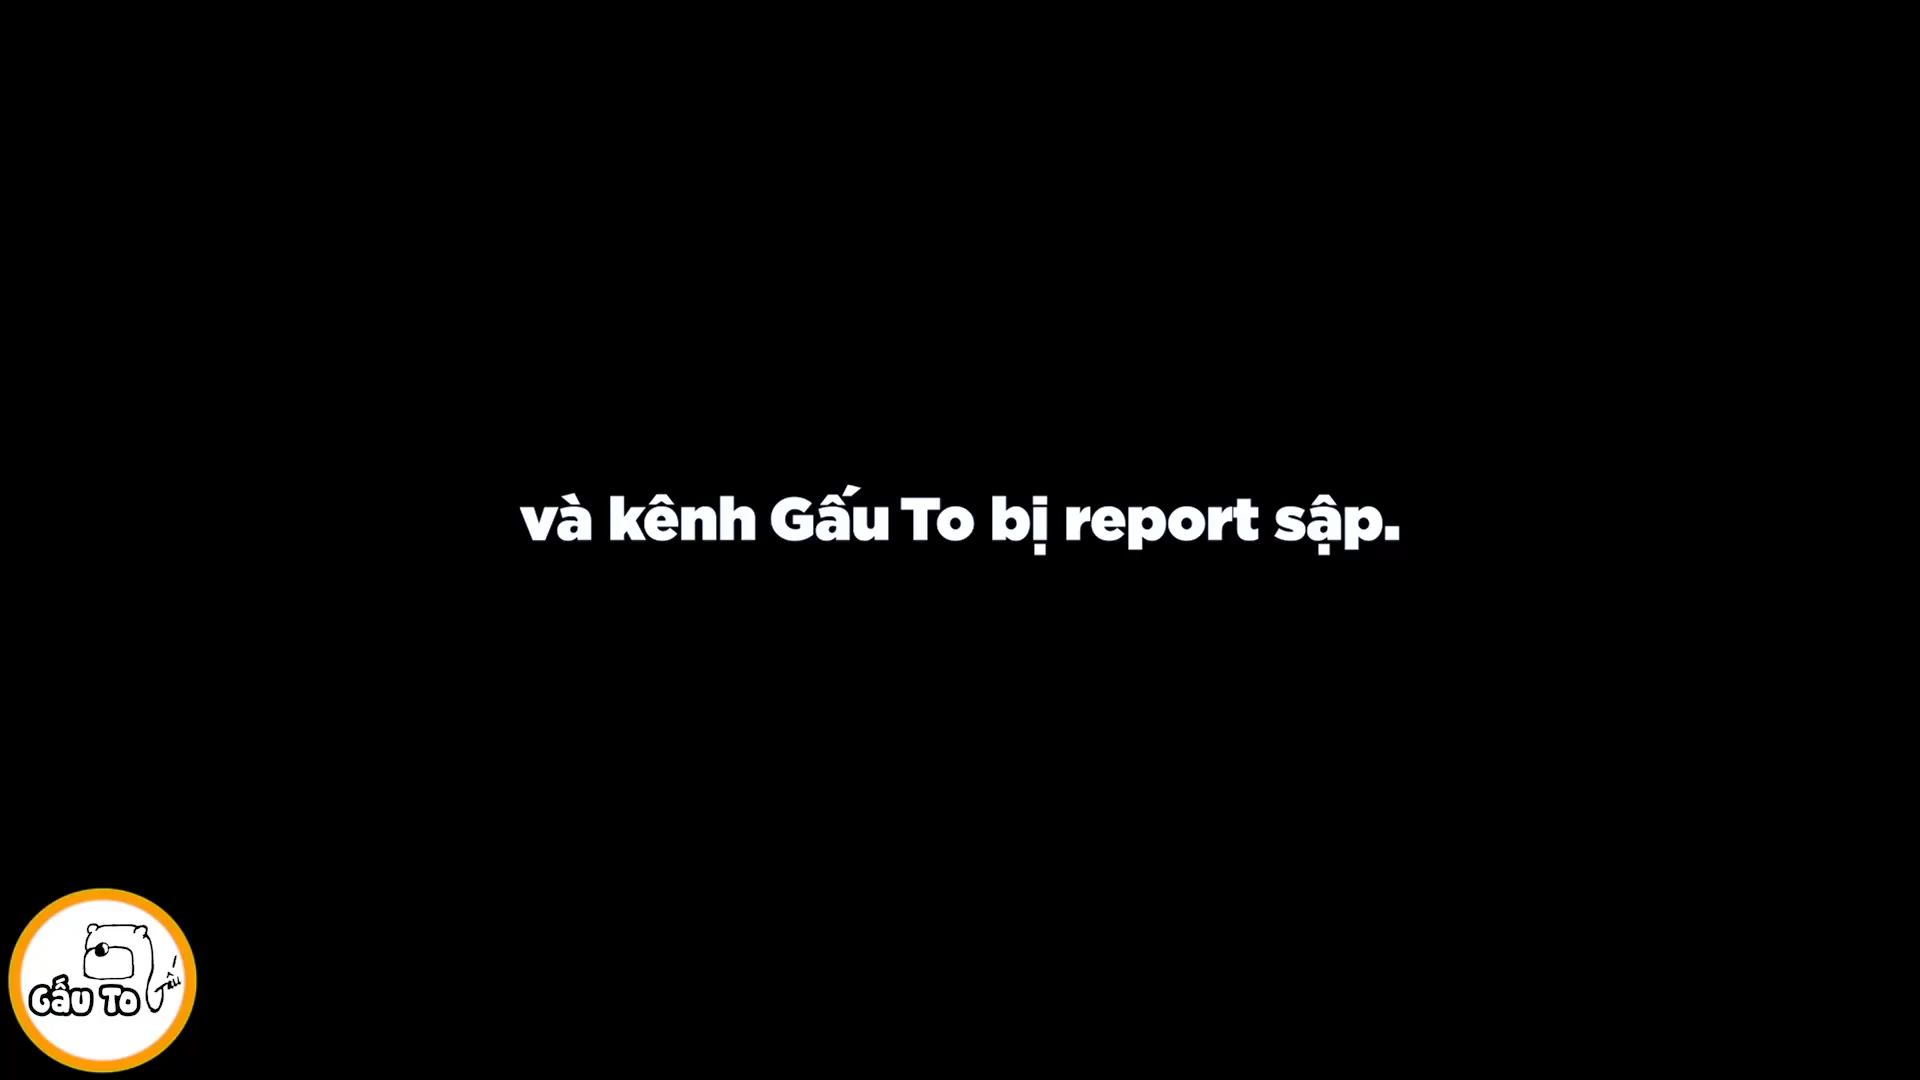 và kênh Gấu To bị report sập.
Gấu To